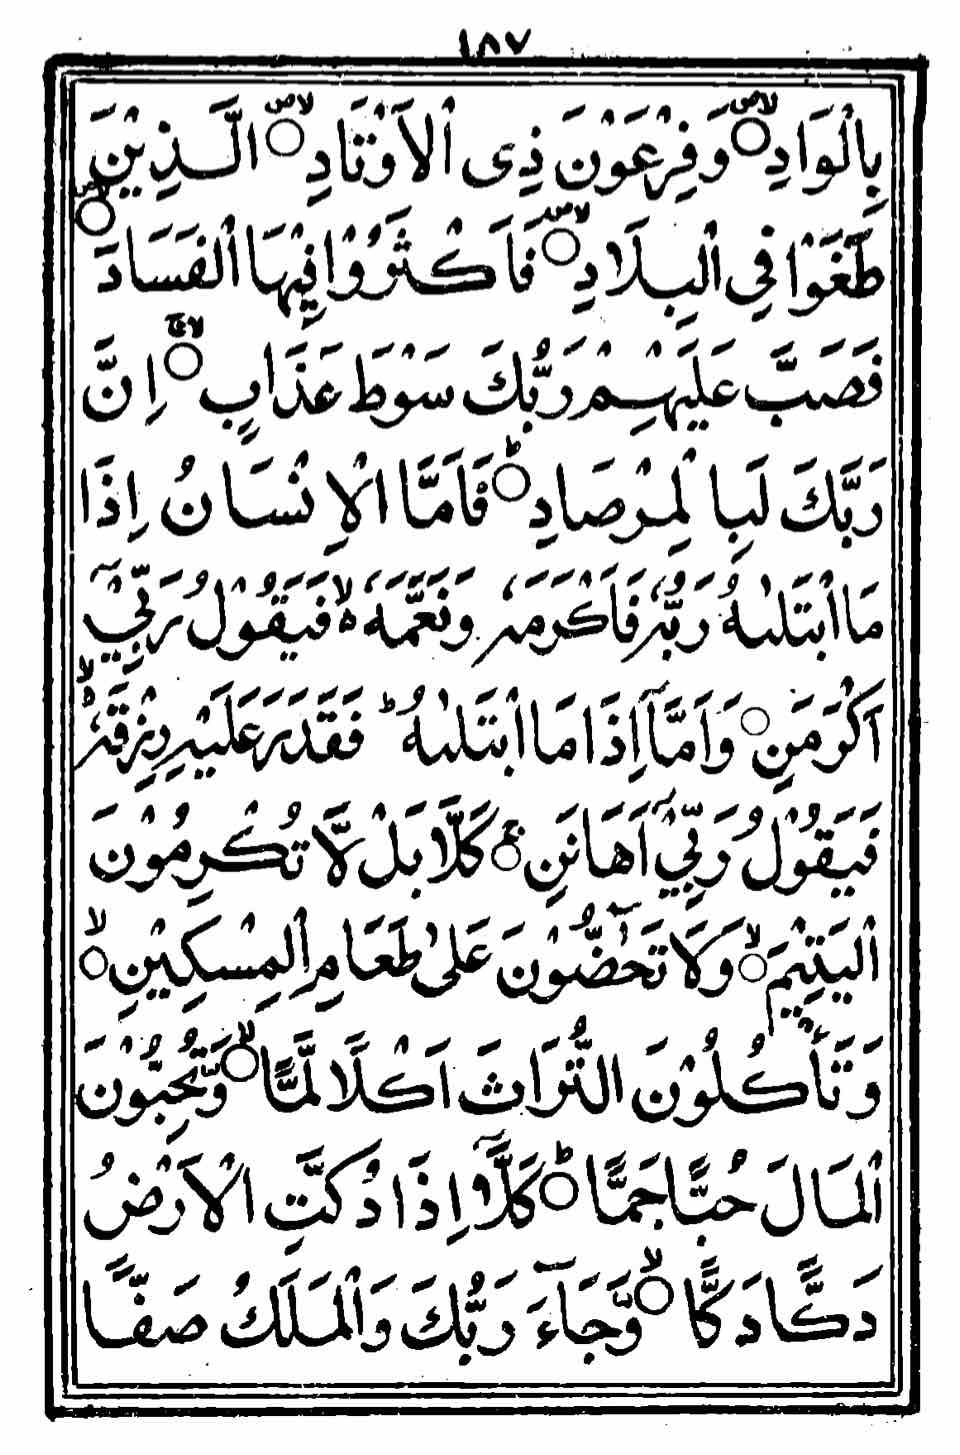 ١٨٧
بِالْوَادِ ۪ۙۙ وَفِرْعَوْنَ ذِى الْاَوْتَادِ ۪ۙۙ الَّذِيْنَ
طَغَوْا فِى الْبِلَادِ ۪ۙۙ فَاَكْثَرُوْا فِيْهَا الْفَسَادَ ۪ۙۙ
فَصَبَّ عَلَيْهِمْ رَبُّكَ سَوْطَ عَذَابٍ ۙۚ اِنَّ
رَبَّكَ لَبِالْمِرْصَادِ ؕ فَاَمَّا الْاِنْسَانُ اِذَا
مَا ابْتَلٰىهُ رَبُّهٗ فَاَكْرَمَهٗ وَنَعَّمَهٗ ۙ فَيَقُوْلُ رَبِّيْۤ
اَكْرَمَنِ ○ وَاَمَّاۤ اِذَا مَا ابْتَلٰىهُ فَقَدَرَ عَلَيْهِ رِزْقَهٗ ۙ
فَيَقُوْلُ رَبِّيْۤ اَهَانَنِ ۚ كَلَّا بَلْ لَّا تُكْرِمُوْنَ
الْيَتِيْمَ ۙ وَلَا تَحٰٓضُّوْنَ عَلٰى طَعَامِ الْمِسْكِيْنِ ۙ
وَتَأْكُلُوْنَ التُّرَاثَ اَكْلًا لَّمًّا ۙ وَّتُحِبُّوْنَ
الْمَالَ حُبًّا جَمًّا ؕ كَلَّاۤ اِذَا دُكَّتِ الْاَرْضُ
دَكًّا دَكًّا ۙ وَّجَآءَ رَبُّكَ وَالْمَلَكُ صَفًّا